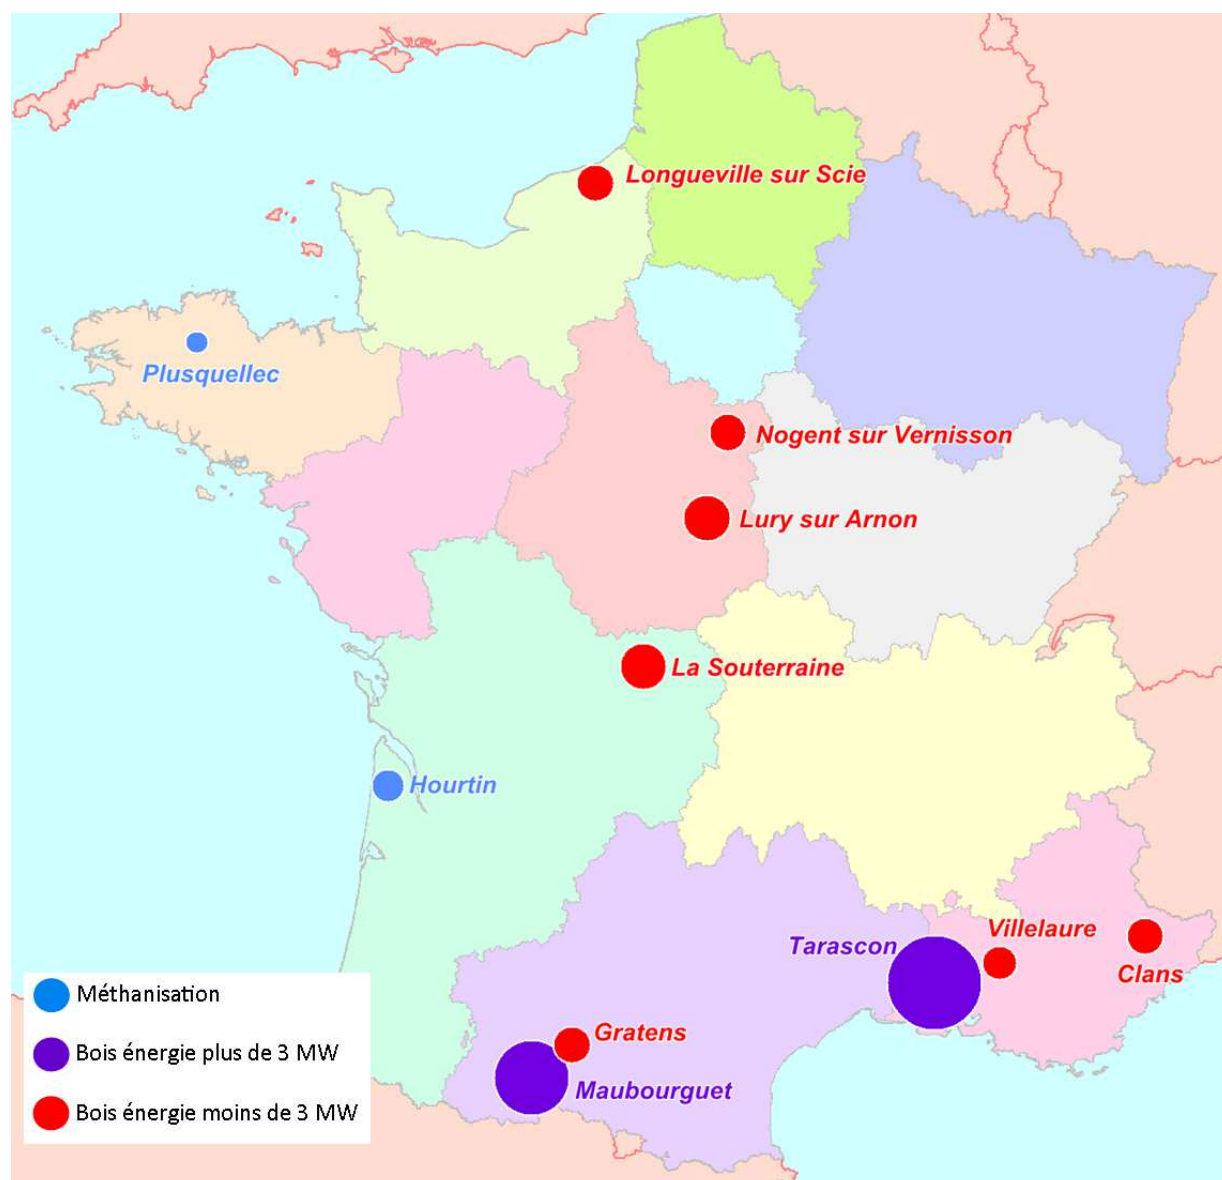 Longueville sur Scie
Plusquellec
Nogent sur Vernisson
Lury sur Arnon
La Souterraine
Hourtin
Villelaure
Tarascon
Clans
Gratens
Maubourguet
Méthanisation
Bois énergie plus de 3 MW
Bois énergie moins de 3 MW